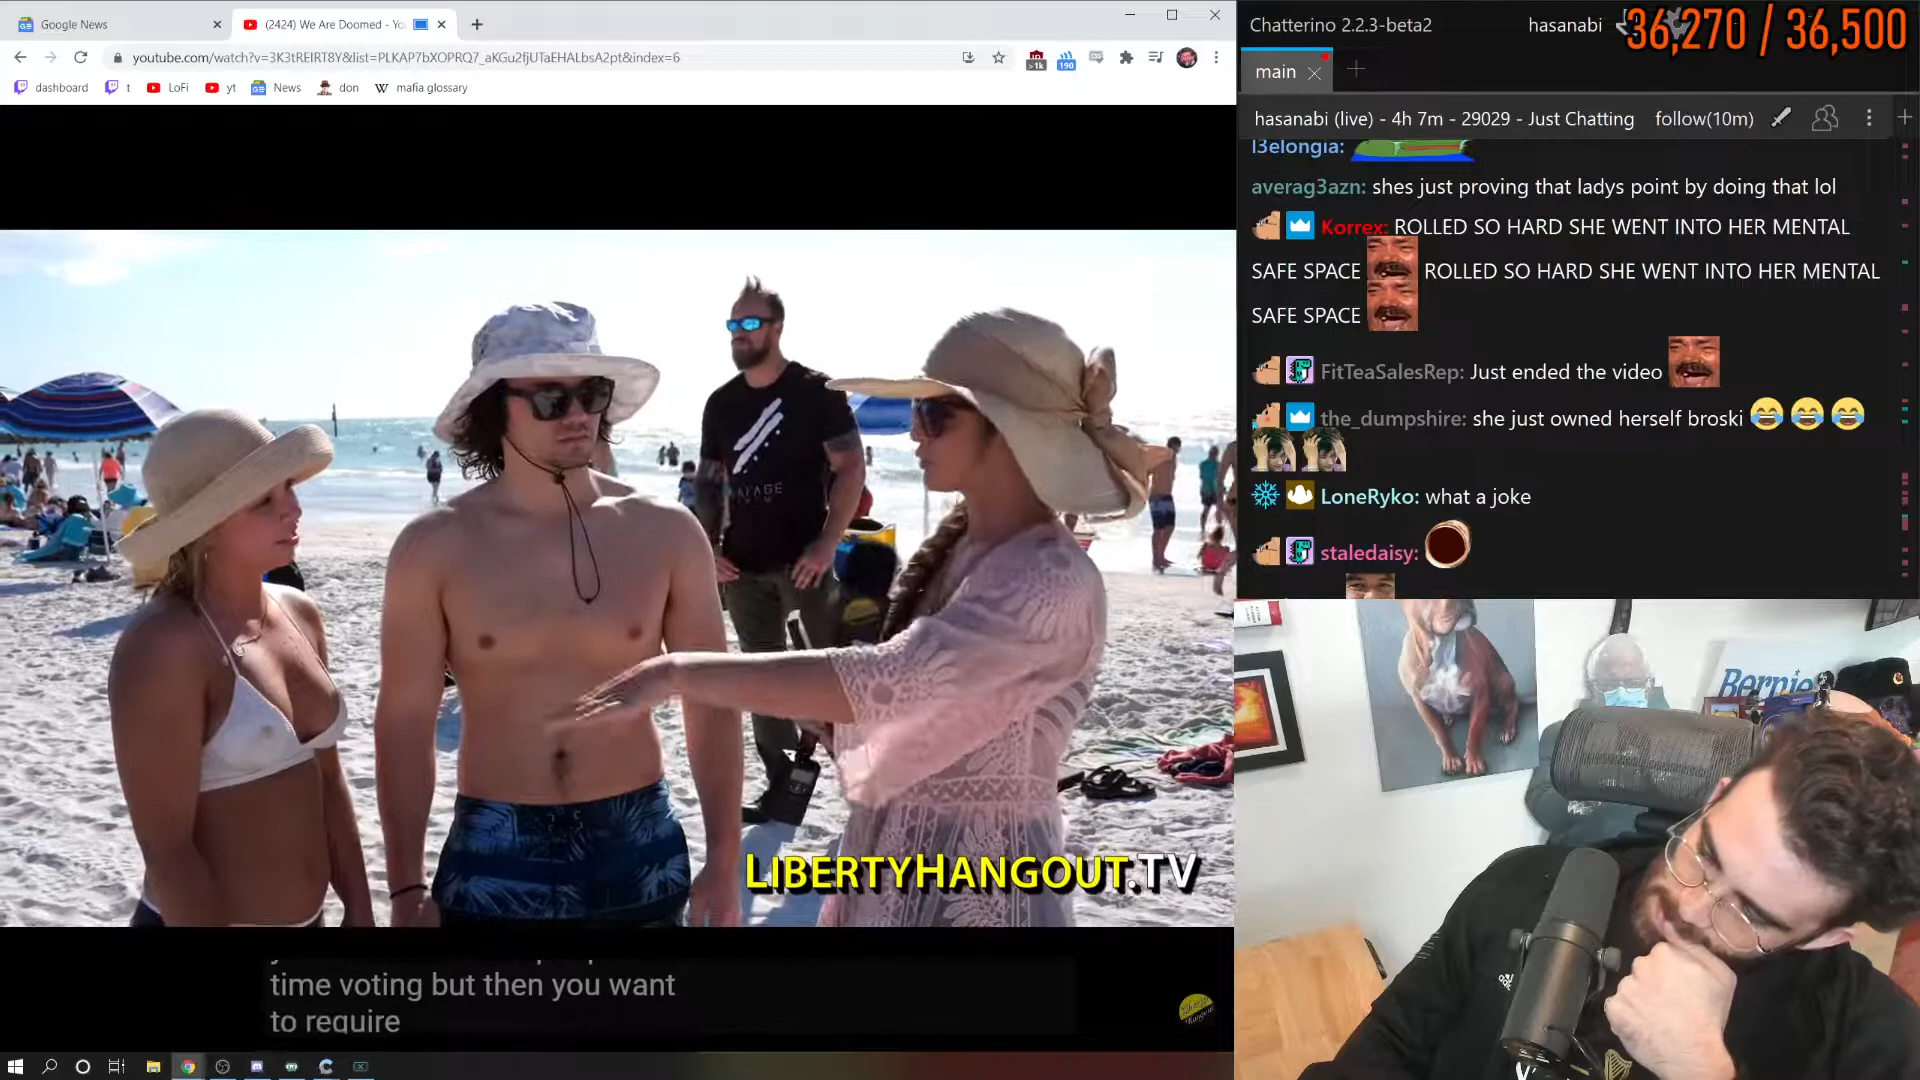 Google News
(2424) We Are Doomed - Yo
youtube.com/watch?v=3K3tREIRT8Y&list=PLKAP7bXOPRQ7_aKGu2fjUTaEHALbsA2pt&index=6
>1k
190
dashboard
t
LoFi
yt
News
don
W
mafia glossary
LIBERTYHANGOUT.TV
time voting but then you want
to require
Chatterino 2.2.3-beta2
hasanabi
36,270 / 36,500
main
hasanabi (live) - 4h 7m - 29029 - Just Chatting
follow(10m)
l3elongia:
averag3azn: shes just proving that ladys point by doing that lol
Korrex: ROLLED SO HARD SHE WENT INTO HER MENTAL
SAFE SPACE ROLLED SO HARD SHE WENT INTO HER MENTAL
SAFE SPACE
FitTeaSalesRep: Just ended the video
the_dumpshire: she just owned herself broski
LoneRyko: what a joke
staledaisy:
Bernie